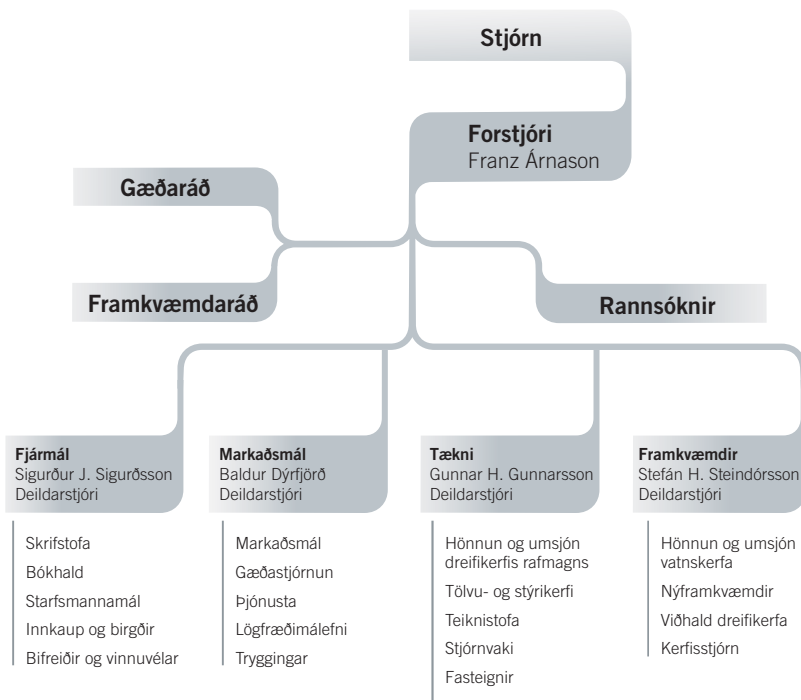 Stjórn
Forstjóri
Franz Árnason
Gæðaráð
Framkvæmdaráð
Rannsóknir
Fjármál
Sigurður J. Sigurðsson
Deildarstjóri
Skrifstofa
Bókhald
Starfsmannamál
Innkaup og birgðir
Bifreiðir og vinnuvélar
Markaðsmál
Baldur Dýrfjörð
Deildarstjóri
Markaðsmál
Gæðastjórnun
Þjónusta
Lögfræðimálefni
Tryggingar
Tækni
Gunnar H. Gunnarsson
Deildarstjóri
Hönnun og umsjón
dreifikerfis rafmagns
Tölvu- og stýrikerfi
Teiknistofa
Stjórnvaki
Fasteignir
Framkvæmdir
Stefán H. Steindórsson
Deildarstjóri
Hönnun og umsjón
vatnskerfa
Nýframkvæmdir
Viðhald dreifikerfa
Kerfisstjórn